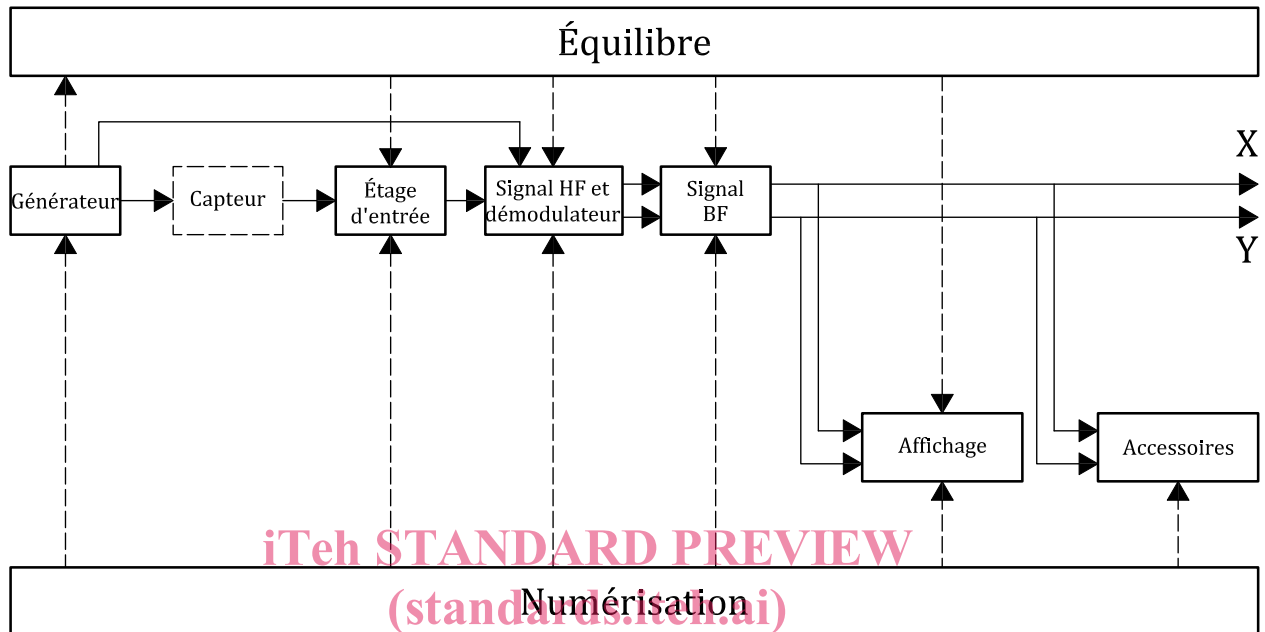 Équilibre
X
Générateur
Capteur
Étage
d'entrée
Signal HF et
démodulateur
Signal
BF
Y
Affichage
Accessoires
iTeh STANDARD PREVIEW
Numérisation
(standards.iteh.ai)